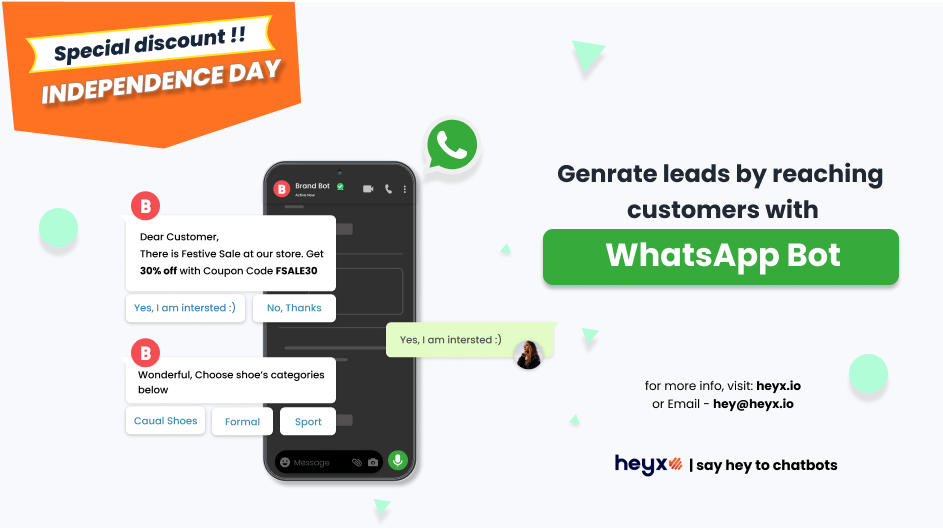 Special discount !!
INDEPENDENCE DAY
B
Brand Bot
Active Now
B
Dear Customer,
There is Festive Sale at our store. Get
30% off with Coupon Code FSALE30
Yes, I am intersted :)
No, Thanks
Yes, I am intersted :)
B
Wonderful, Choose shoe's categories
below
Caual Shoes
Formal
Sport
Message
Genrate leads by reaching
customers with
WhatsApp Bot
for more info, visit: heyx.io
or Email - hey@heyx.io
heyx | say hey to chatbots